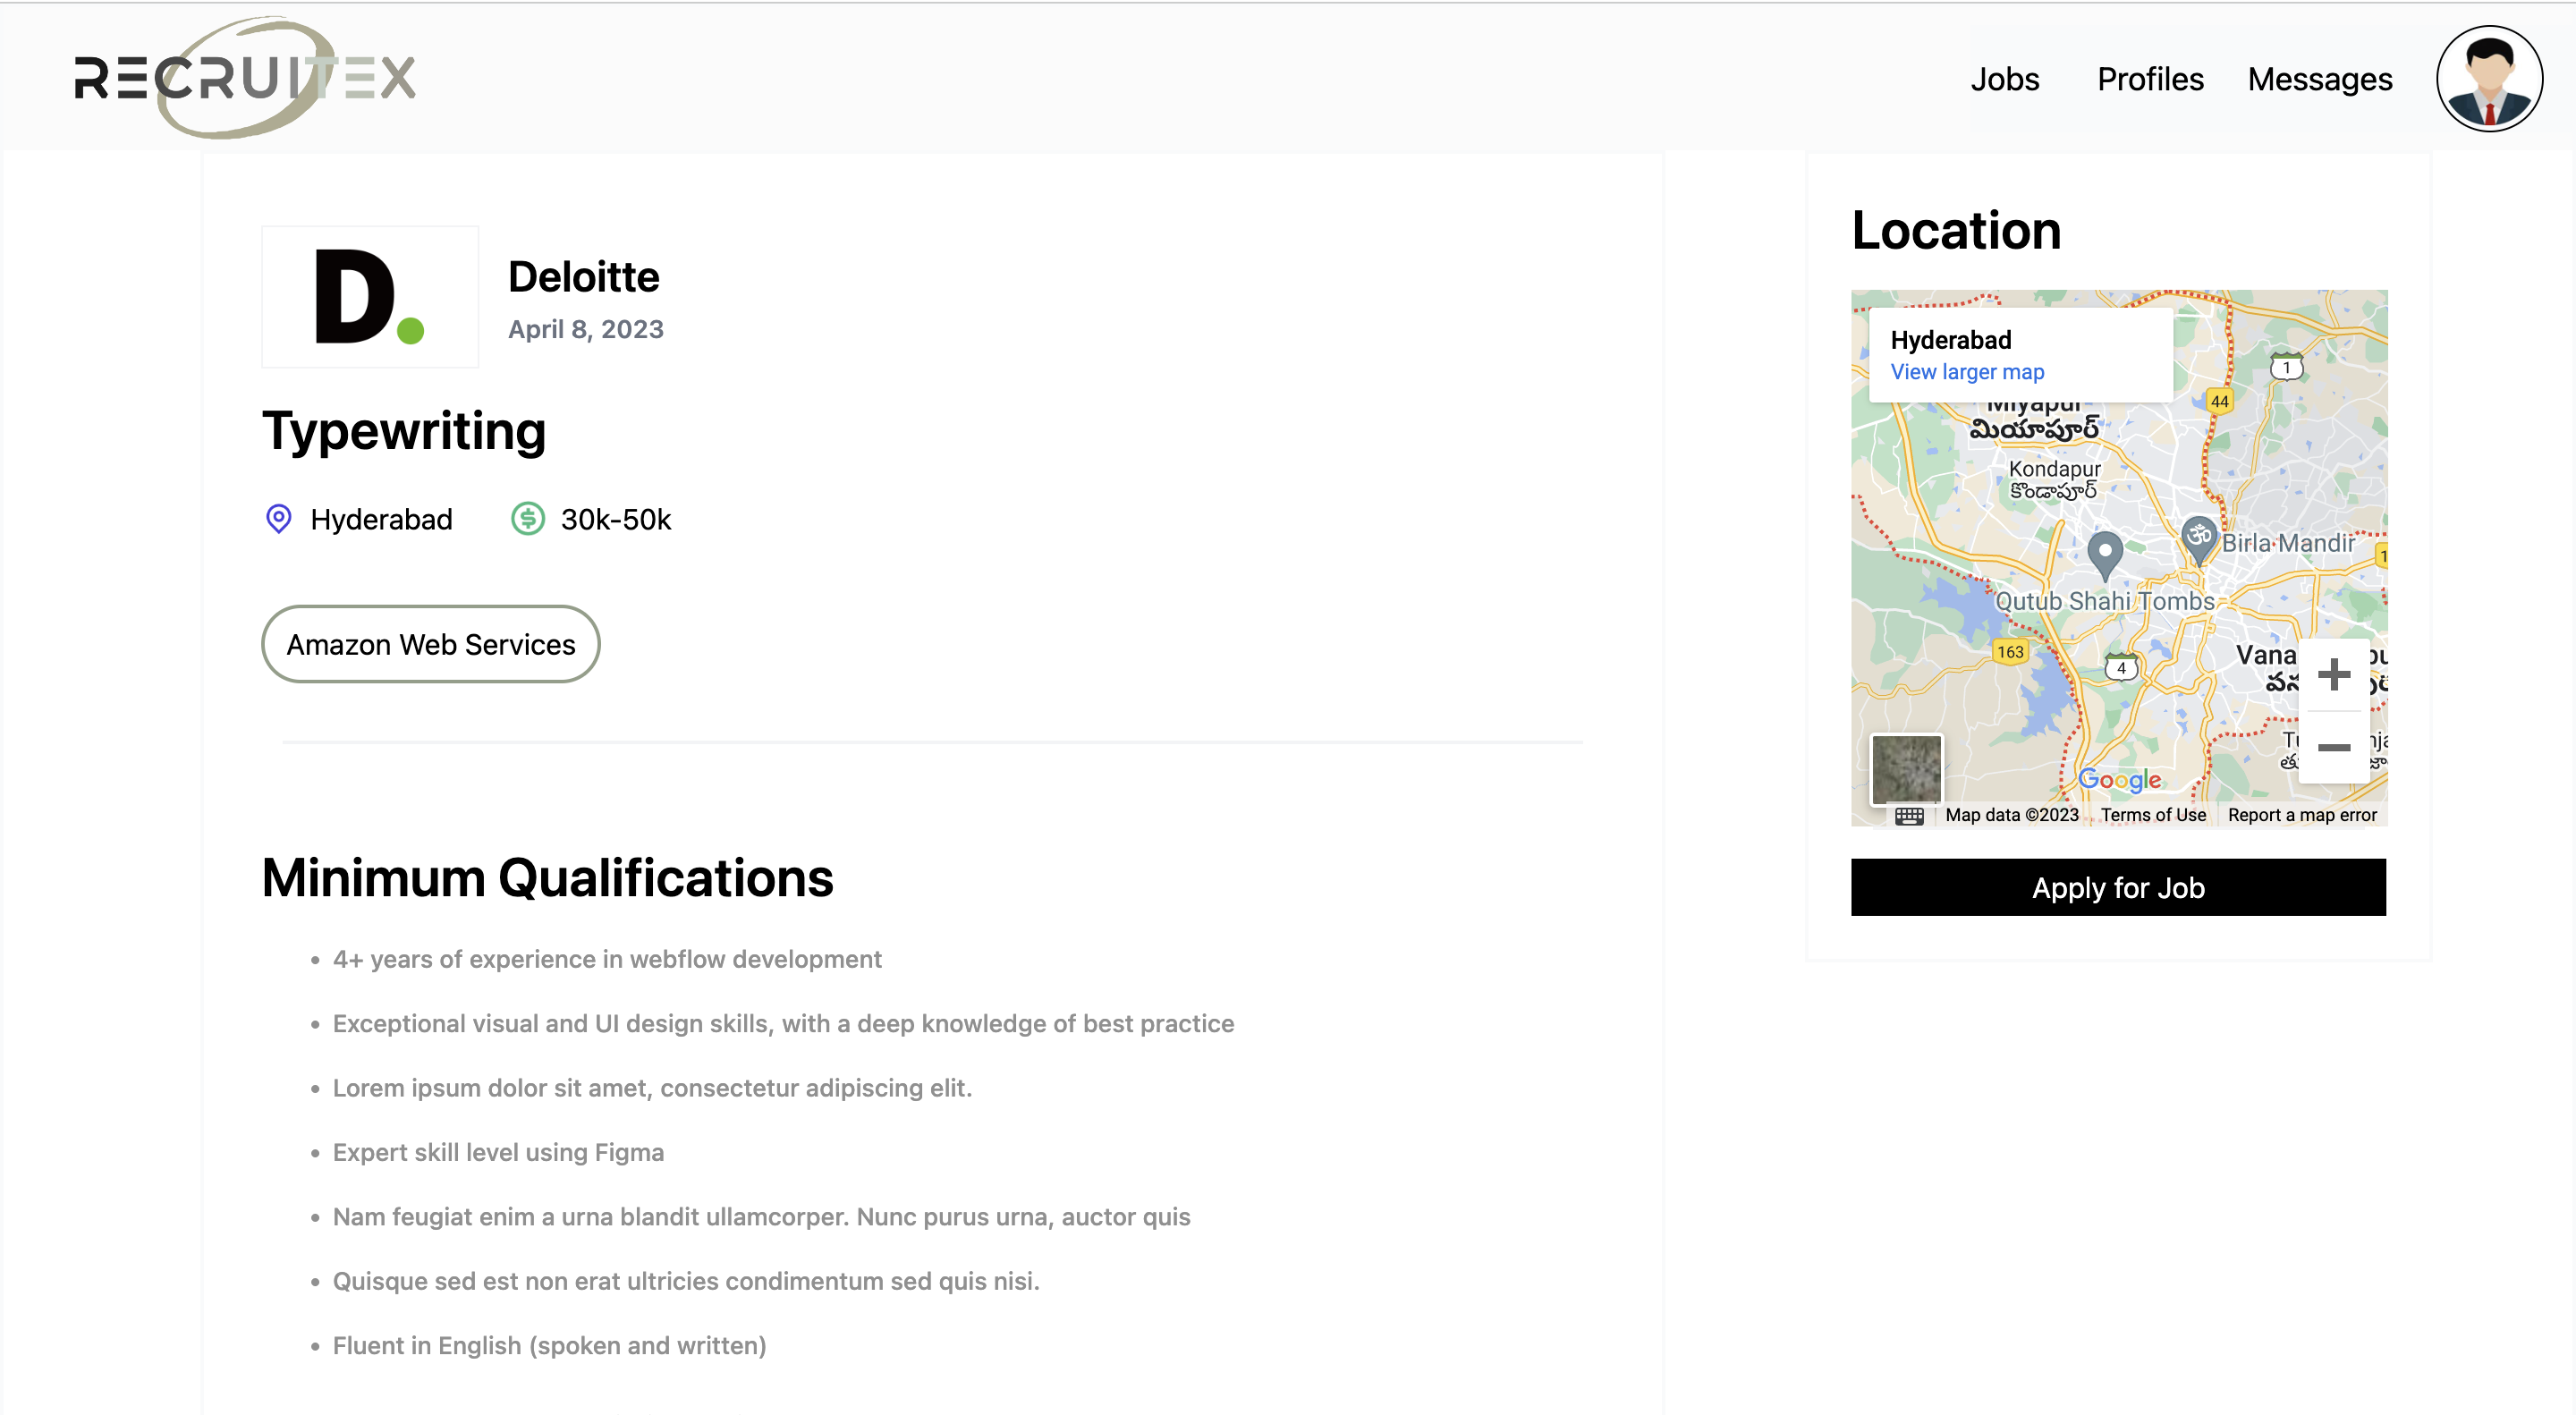 RECRUITEX
Jobs
Profiles
Messages
D.
Deloitte
April 8, 2023
Typewriting
Hyderabad
30k-50k
Amazon Web Services
Minimum Qualifications
• 4+ years of experience in webflow development
• Exceptional visual and UI design skills, with a deep knowledge of best practice
• Lorem ipsum dolor sit amet, consectetur adipiscing elit.
• Expert skill level using Figma
• Nam feugiat enim a urna blandit ullamcorper. Nunc purus urna, auctor quis
• Quisque sed est non erat ultricies condimentum sed quis nisi.
• Fluent in English (spoken and written)
Location
Hyderabad
View larger map
1
44
Miyapur
మియాపూర్
Kondapur
కొండాపూర్
ॐ
Birla Mandir
1
Qutub Shahi Tombs
163
4
Google
Map data ©2023
Terms of Use
Report a map error
Apply for Job